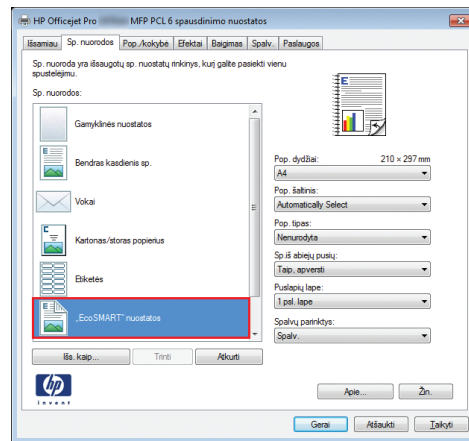 HP Officejet Pro MFP PCL 6 spausdinimo nuostatos
Išsamiau Sp. nuorodos Pop./kokybė Efektai Baigimas Spalv. Paslaugos
Sp. nuoroda yra išsaugotų sp. nuostatų rinkinys, kurį galite pasiekti vienu
spustelėjimu.
Sp. nuorodos:
Gamyklinės nuostatos
Bendras kasdienis sp.
Vokai
Kartonas/storas popierius
Etiketės
„EcoSMART“ nuostatos
Išs. kaip... Trinti Atkurti
Pop. dydžiai: 210 × 297 mm
A4
Pop. šaltinis:
Automatically Select
Pop. tipas:
Nenurodyta
Sp.iš abiejų pusių:
Taip, apversti
Puslapių lape:
1 psl. lape
Spalvų parinktys:
Spalv.
hp
invent
Apie... Žin.
Gerai Atšaukti Taikyti